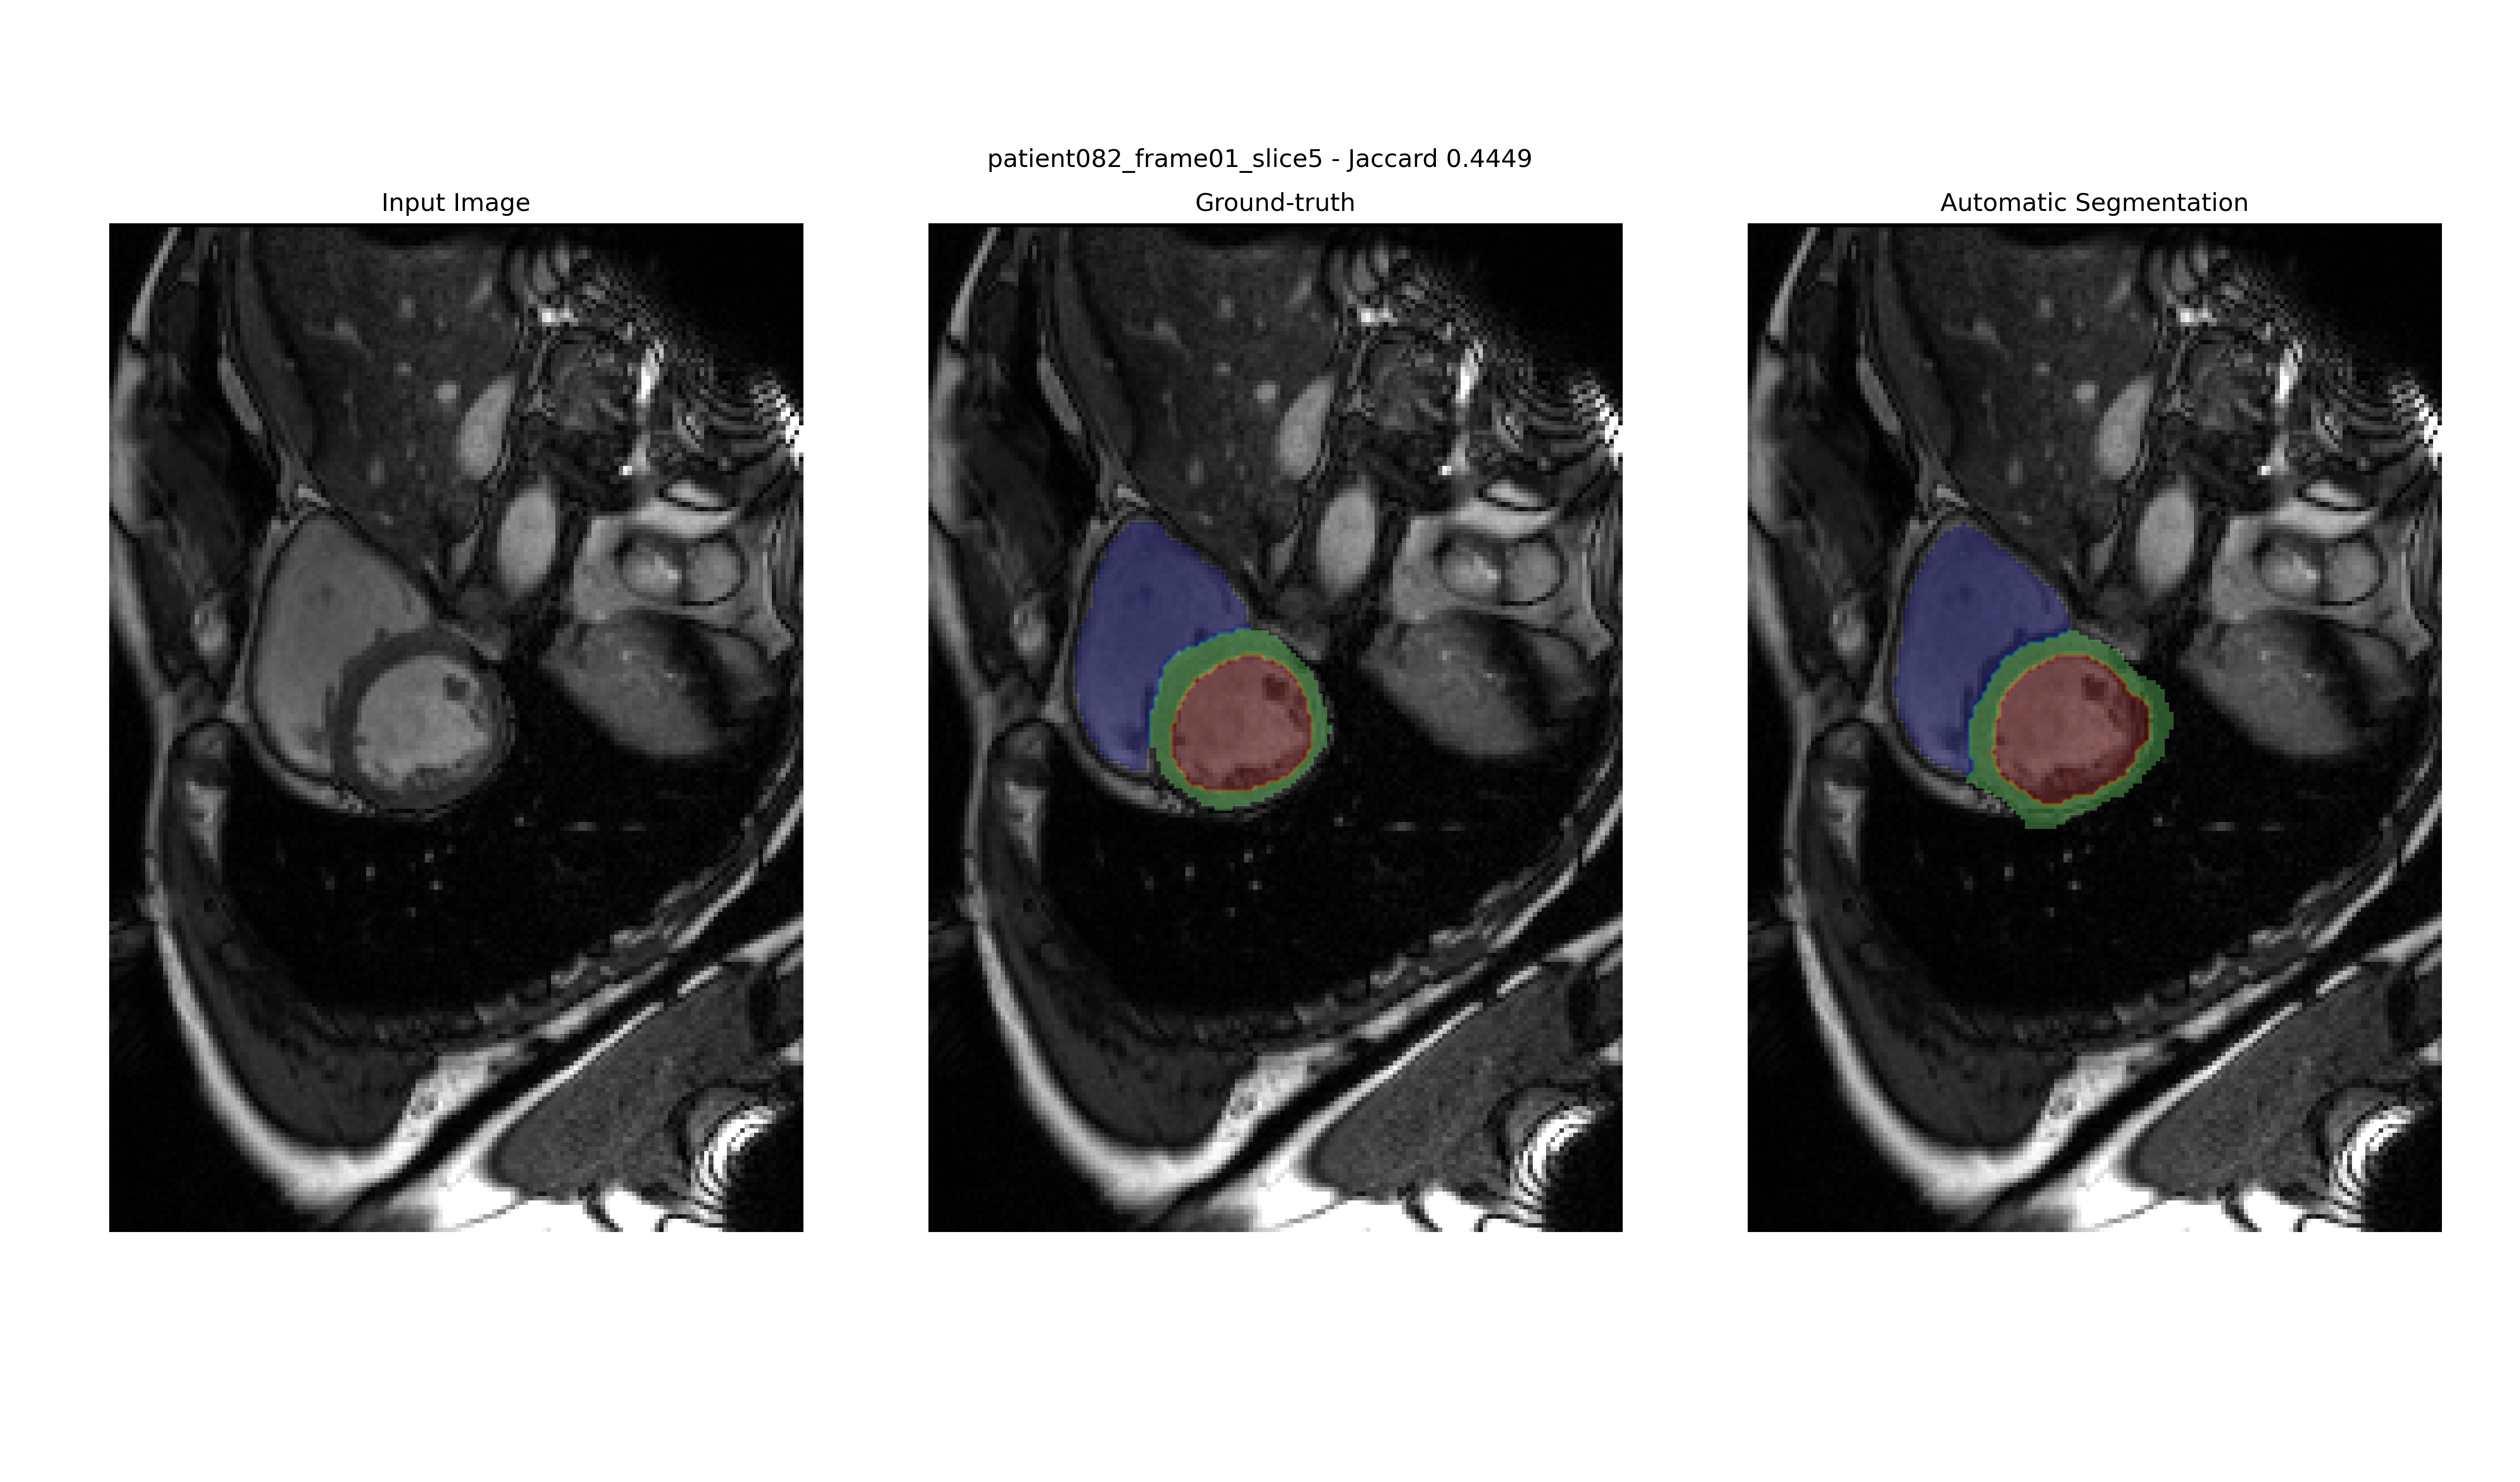 patient082_frame01_slice5 - Jaccard 0.4449
Input Image
Ground-truth
Automatic Segmentation